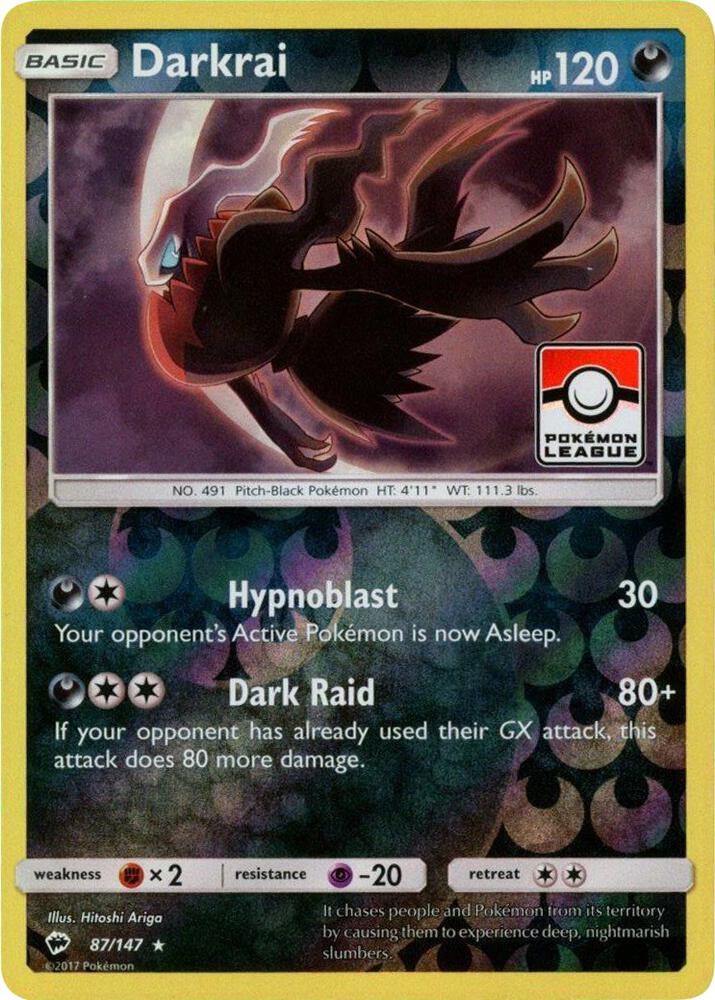 BASIC Darkrai HP 120
POKÉMON
LEAGUE
NO. 491 Pitch-Black Pokémon HT: 4'11" WT: 111.3 lbs.
Hypnoblast 30
Your opponent's Active Pokémon is now Asleep.
Dark Raid 80+
If your opponent has already used their GX attack, this
attack does 80 more damage.
weakness ×2 resistance -20 retreat
Illus. Hitoshi Ariga
87/147 ★
©2017 Pokémon
It chases people and Pokémon from its territory
by causing them to experience deep, nightmarish
slumbers.